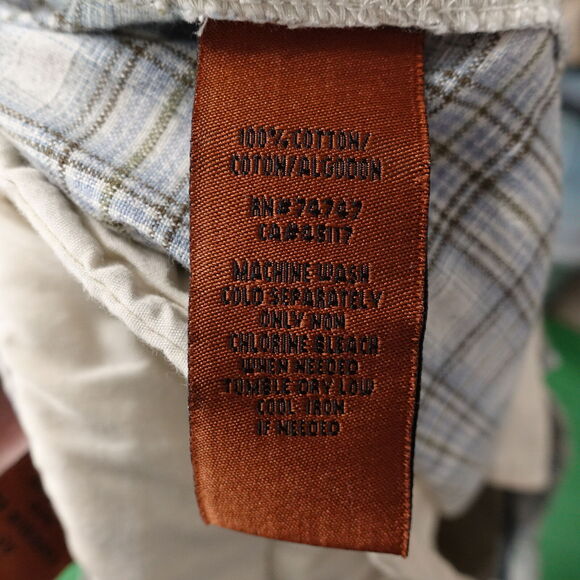 100% COTTON/
COTON/ALGODON
RN#74747
CA#43117
MACHINE WASH
COLD SEPARATELY
ONLY NON
CHLORINE BLEACH
WHEN NEEDED
TUMBLE DRY LOW
COOL IRON
IF NEEDED